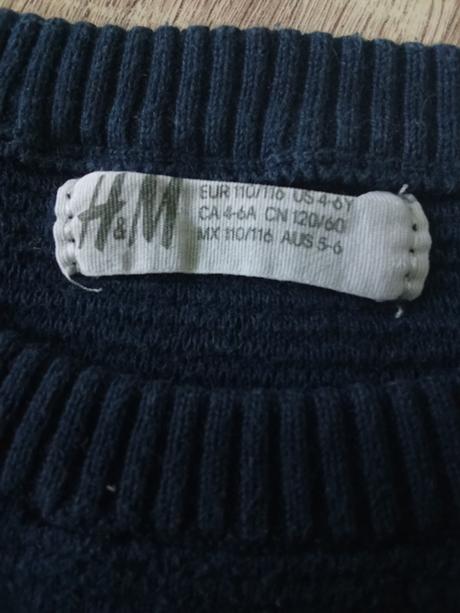 H&M
EUR 110/116 US 4-6Y
CA 4-6A CN 120/60
MX 110/116 AUS 5-6